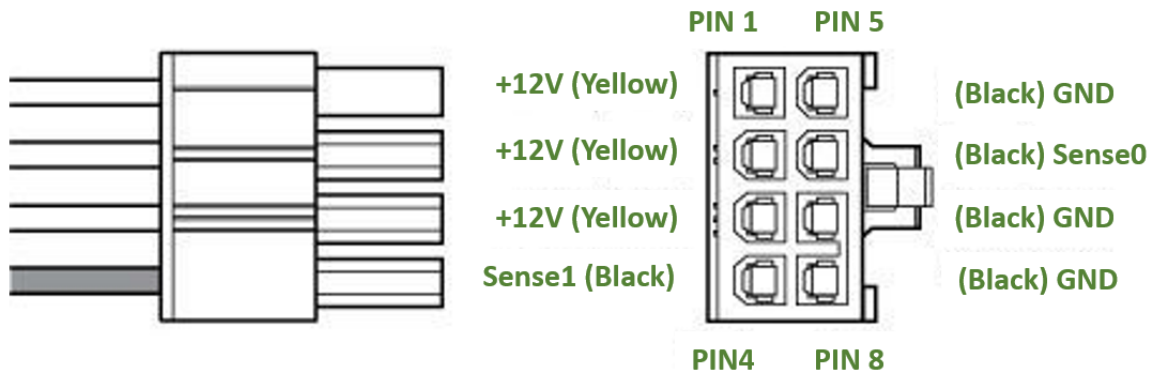 PIN 1 PIN 5
+12V (Yellow) (Black) GND
+12V (Yellow) (Black) Sense0
+12V (Yellow) (Black) GND
Sense1 (Black) (Black) GND
PIN4 PIN 8